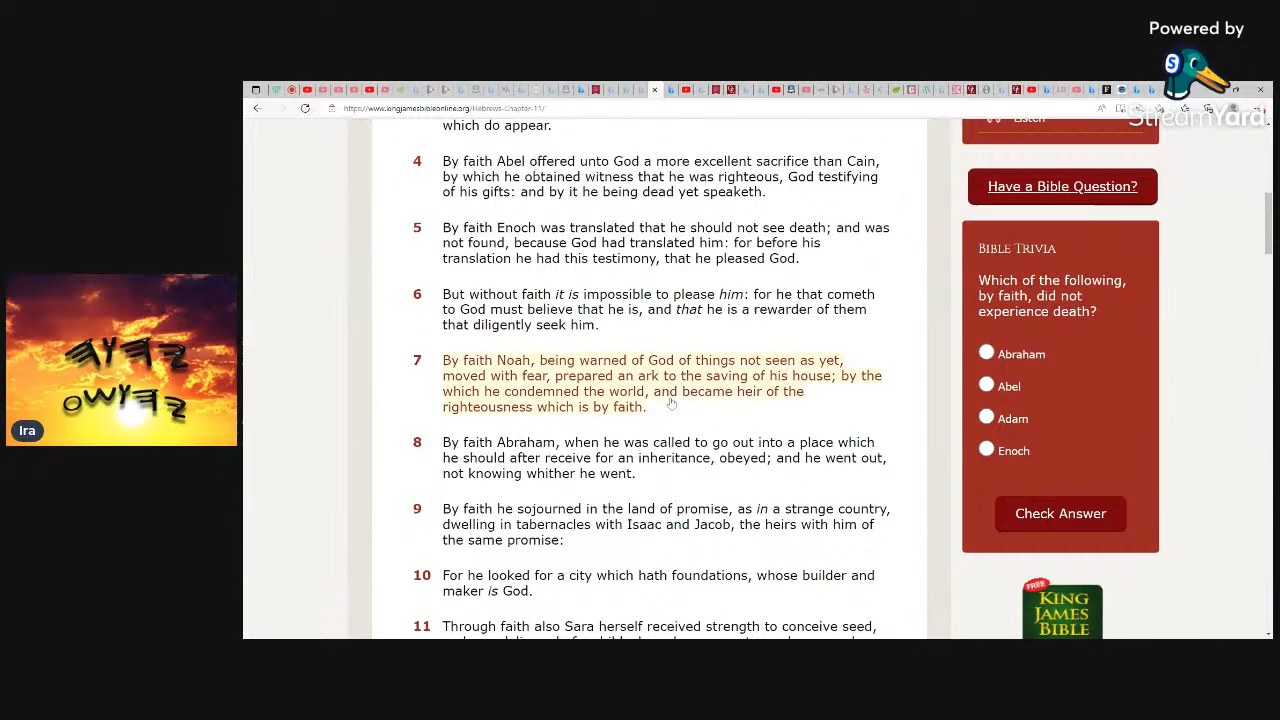 Powered by
StreamYard
https://www.kingjamesbibleonline.org/Hebrews-Chapter-11/
which do appear.
4 By faith Abel offered unto God a more excellent sacrifice than Cain,
by which he obtained witness that he was righteous, God testifying
of his gifts: and by it he being dead yet speaketh.
5 By faith Enoch was translated that he should not see death; and was
not found, because God had translated him: for before his
translation he had this testimony, that he pleased God.
6 But without faith it is impossible to please him: for he that cometh
to God must believe that he is, and that he is a rewarder of them
that diligently seek him.
7 By faith Noah, being warned of God of things not seen as yet,
moved with fear, prepared an ark to the saving of his house; by the
which he condemned the world, and became heir of the
righteousness which is by faith.
8 By faith Abraham, when he was called to go out into a place which
he should after receive for an inheritance, obeyed; and he went out,
not knowing whither he went.
9 By faith he sojourned in the land of promise, as in a strange country,
dwelling in tabernacles with Isaac and Jacob, the heirs with him of
the same promise:
10 For he looked for a city which hath foundations, whose builder and
maker is God.
11 Through faith also Sara herself received strength to conceive seed,
Listen
Have a Bible Question?
BIBLE TRIVIA
Which of the following,
by faith, did not
experience death?
Abraham
Abel
Adam
Enoch
Check Answer
FREE
KING
JAMES
BIBLE
𐤉𐤄𐤅𐤄
𐤉𐤄𐤅𐤔𐤏
Ira